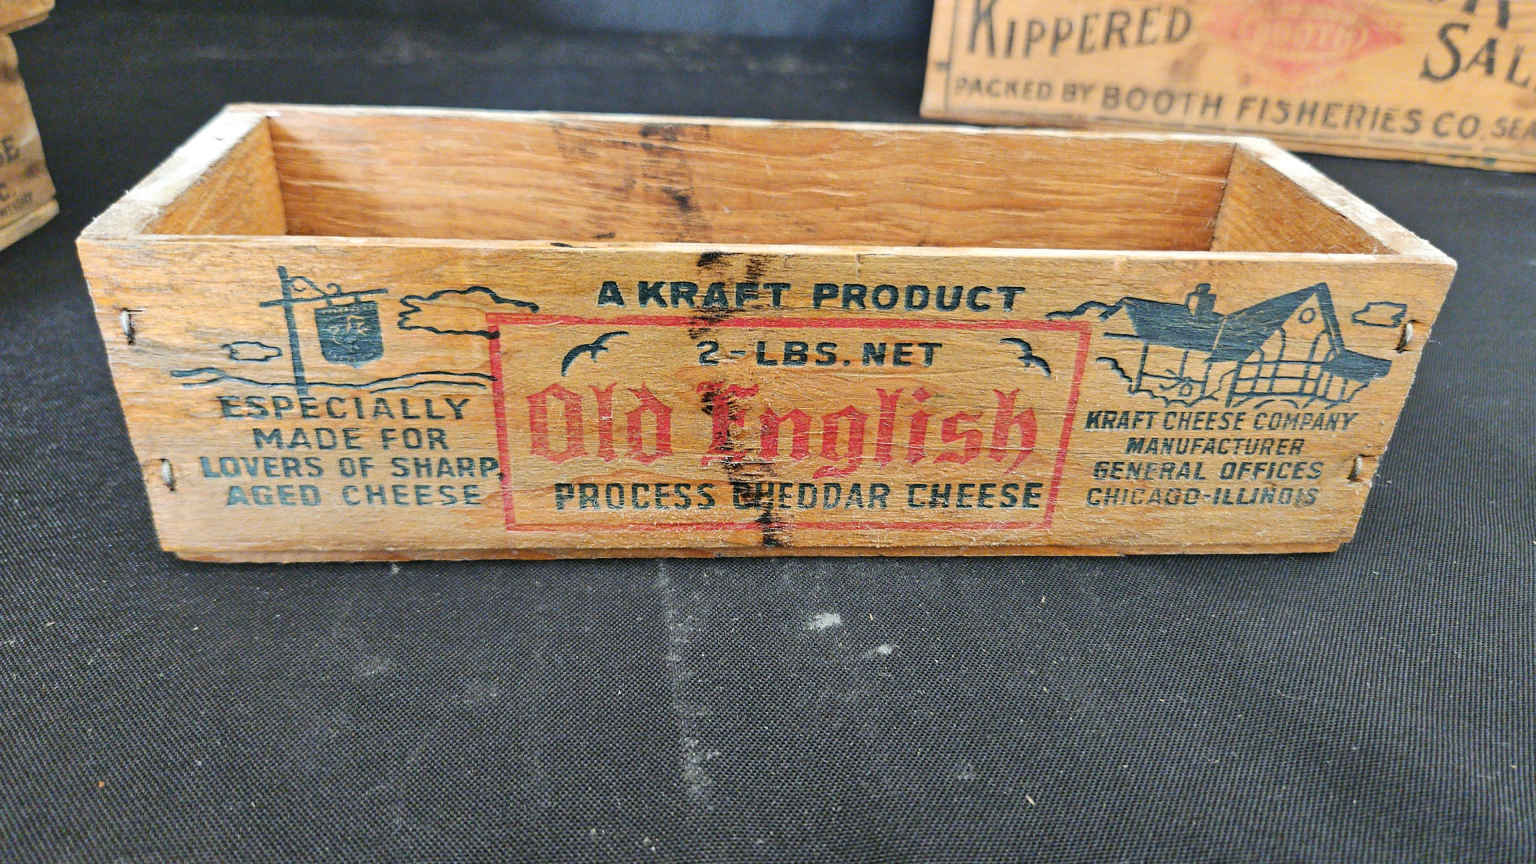 A KRAFT PRODUCT
2-LBS. NET
Old English
PROCESS CHEDDAR CHEESE
ESPECIALLY
MADE FOR
LOVERS OF SHARP,
AGED CHEESE
KRAFT CHEESE COMPANY
MANUFACTURER
GENERAL OFFICES
CHICAGO-ILLINOIS
KIPPERED
PACKED BY BOOTH FISHERIES CO.